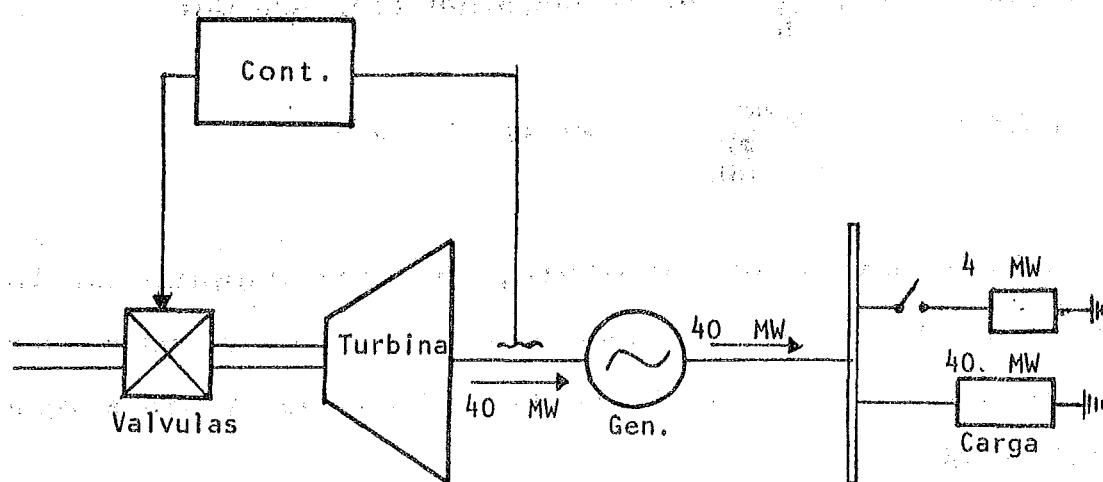 Cont.
4 MW
Turbina
40 MW
40. MW
40 MW
Valvulas
Gen.
Carga